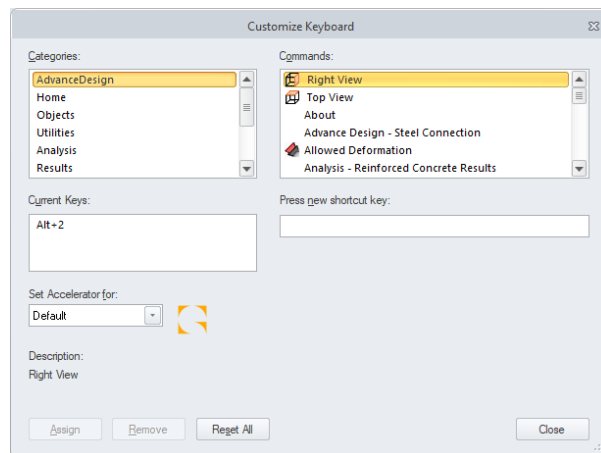 Customize Keyboard
Categories:
AdvanceDesign
Home
Objects
Utilities
Analysis
Results
Commands:
Right View
Top View
About
Advance Design - Steel Connection
Allowed Deformation
Analysis - Reinforced Concrete Results
Current Keys:
Alt+2
Press new shortcut key:
Set Accelerator for:
Default
Description:
Right View
Assign
Remove
Reset All
Close